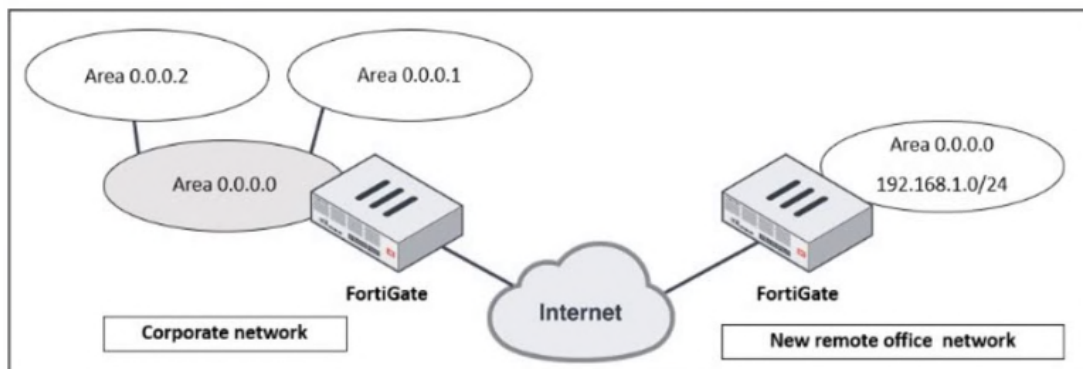 Area 0.0.0.2
Area 0.0.0.1
Area 0.0.0.0
Area 0.0.0.0
192.168.1.0/24
FortiGate
FortiGate
Internet
Corporate network
New remote office network